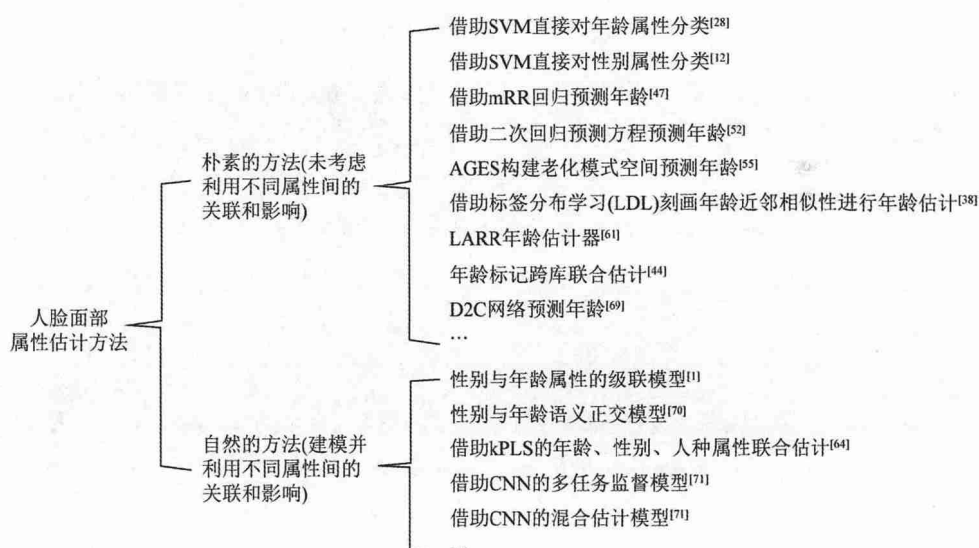 借助SVM直接对年龄属性分类[28]
借助SVM直接对性别属性分类[12]
借助mRR回归预测年龄[47]
借助二次回归预测方程预测年龄[52]
朴素的方法(未考虑
利用不同属性间的
关联和影响)
AGES构建老化模式空间预测年龄[55]
借助标签分布学习(LDL)刻画年龄近邻相似性进行年龄估计[38]
LARR年龄估计器[61]
年龄标记跨库联合估计[44]
D2C网络预测年龄[69]
…
人脸面部
属性估计方法
性别与年龄属性的级联模型[1]
性别与年龄语义正交模型[70]
自然的方法(建模并
利用不同属性间的
关联和影响)
借助kPLS的年龄、性别、人种属性联合估计[64]
借助CNN的多任务监督模型[71]
借助CNN的混合估计模型[71]